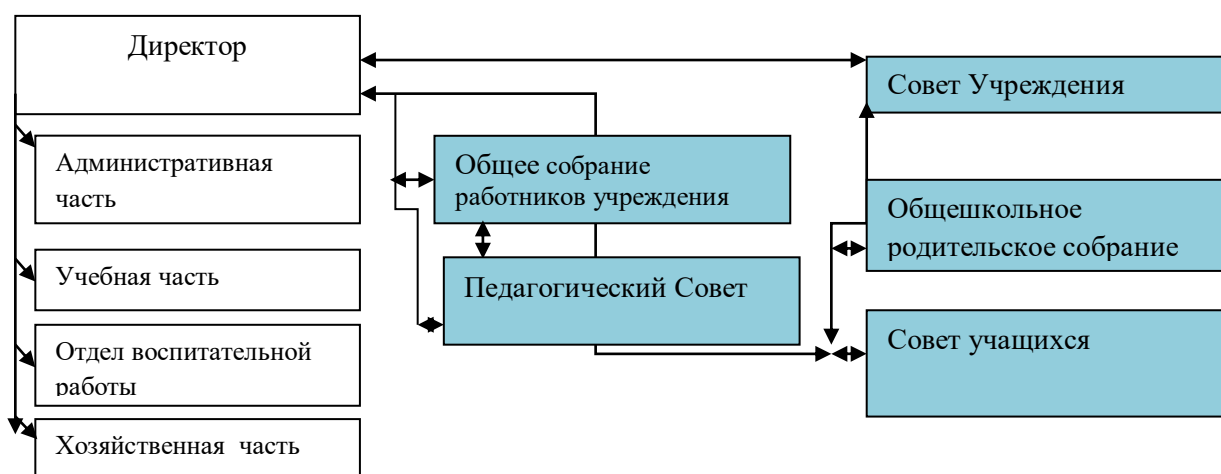 Директор
Административная
часть
Учебная часть
Отдел воспитательной
работы
Хозяйственная часть
Общее собрание
работников учреждения
Педагогический Совет
Совет Учреждения
Общешкольное
родительское собрание
Совет учащихся